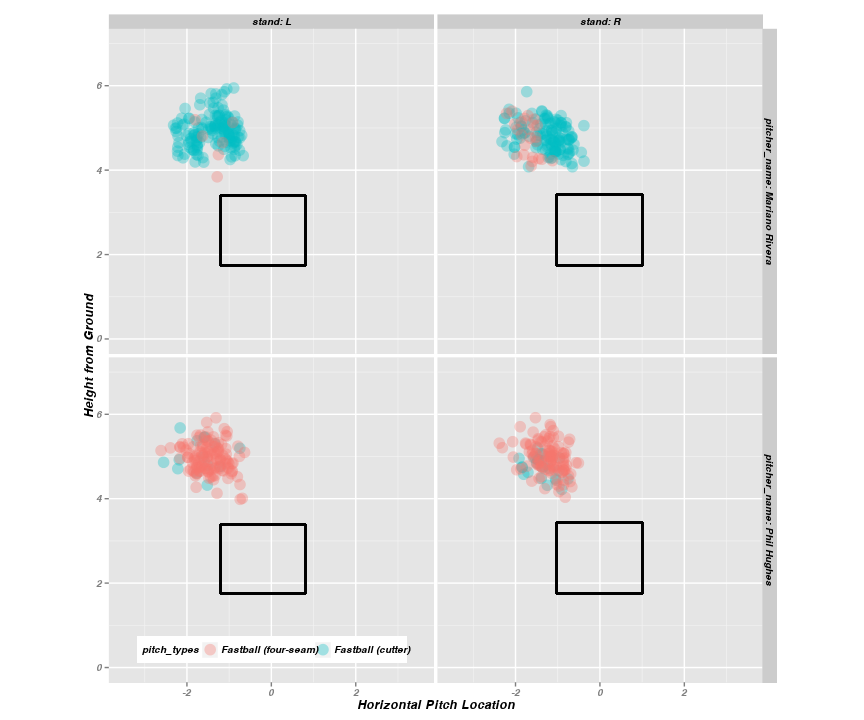 stand: L
stand: R
6
4
2
0
pitcher_name: Mariano Rivera
Height from Ground
6
4
2
0
pitcher_name: Phil Hughes
pitch_types Fastball (four-seam) Fastball (cutter)
-2 0 2 -2 0 2
Horizontal Pitch Location